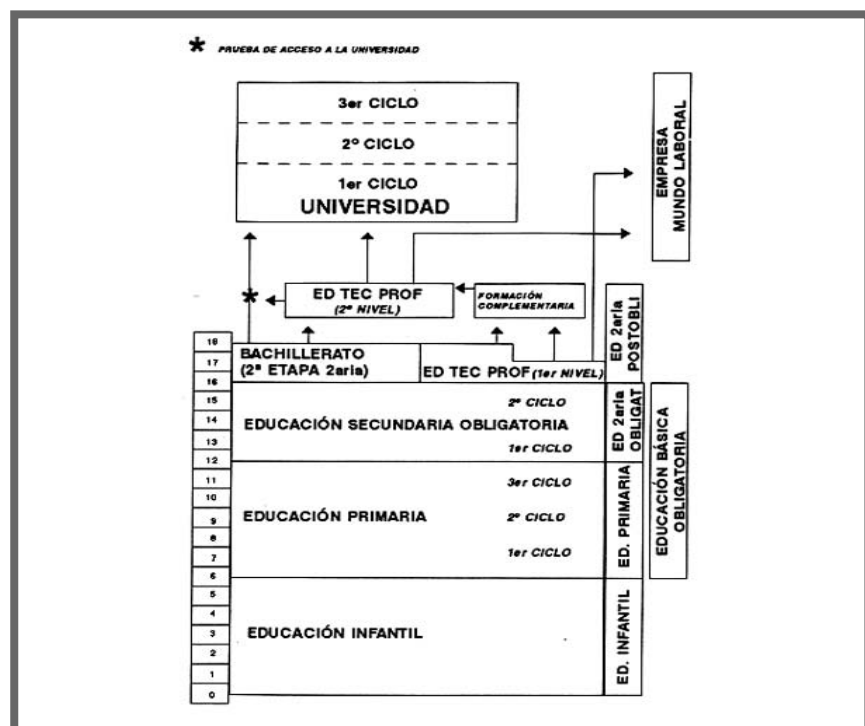 * PRUEBA DE ACCESO A LA UNIVERSIDAD
3er CICLO
2º CICLO
1er CICLO
UNIVERSIDAD
EMPRESA
MUNDO LABORAL
*
ED TEC PROF
(2º NIVEL)
FORMACIÓN
COMPLEMENTARIA
ED 2aria
POSTOBLI
18
17
16
BACHILLERATO
(2ª ETAPA 2aria)
ED TEC PROF (1er NIVEL)
15
14
13
12
2º CICLO
EDUCACIÓN SECUNDARIA OBLIGATORIA
1er CICLO
ED 2aria
OBLIGAT
EDUCACIÓN BÁSICA
OBLIGATORIA
11
10
9
8
7
6
3er CICLO
EDUCACIÓN PRIMARIA
2º CICLO
1er CICLO
ED. PRIMARIA
5
4
3
2
1
0
EDUCACIÓN INFANTIL
ED. INFANTIL